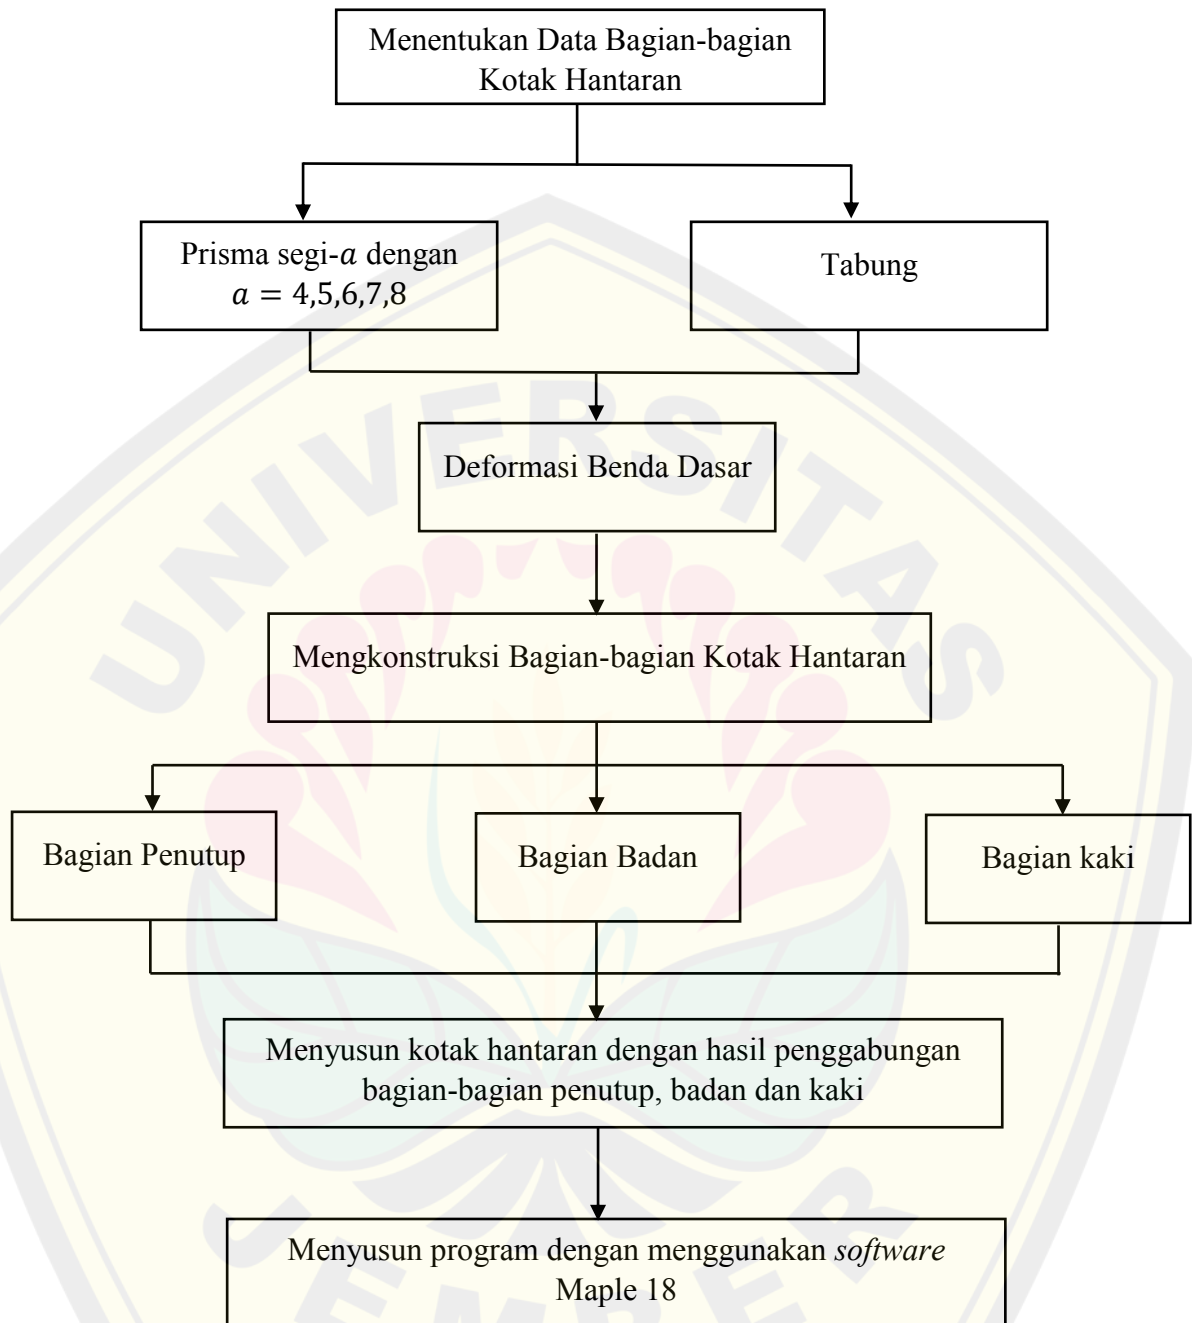 Menentukan Data Bagian-bagian
Kotak Hantaran
Prisma segi-a dengan
a = 4,5,6,7,8
Tabung
Deformasi Benda Dasar
Mengkonstruksi Bagian-bagian Kotak Hantaran
Bagian Penutup
Bagian Badan
Bagian kaki
Menyusun kotak hantaran dengan hasil penggabungan
bagian-bagian penutup, badan dan kaki
Menyusun program dengan menggunakan software
Maple 18
UNIVERSITAS
JEMBER